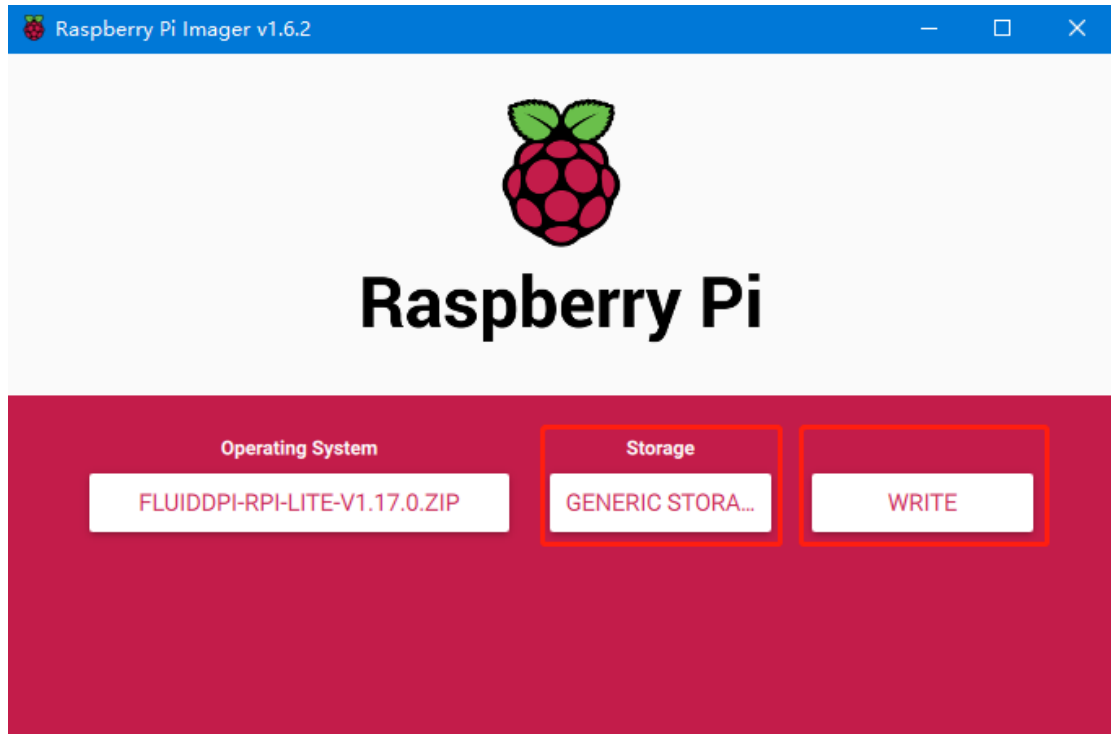 Raspberry Pi Imager v1.6.2
Raspberry Pi
Operating System
Storage
FLUIDDPI-RPI-LITE-V1.17.0.ZIP
GENERIC STORA...
WRITE